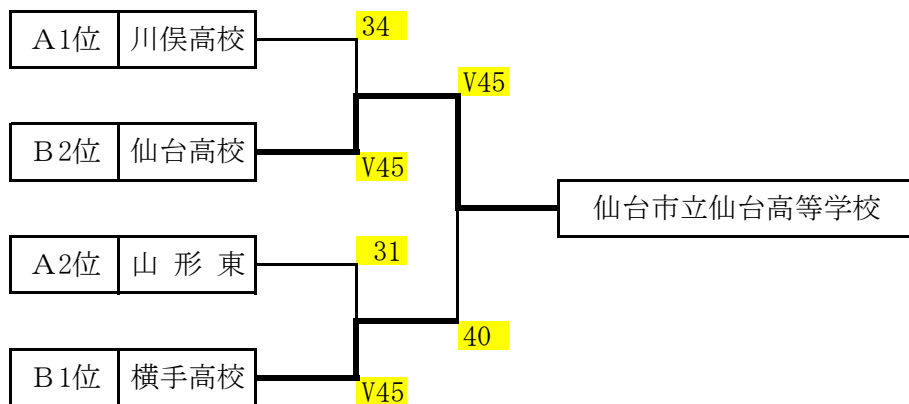 A1位 川俣高校 34
V45
B2位 仙台高校 V45
仙台市立仙台高等学校
A2位 山 形 東 31
40
B1位 横手高校 V45